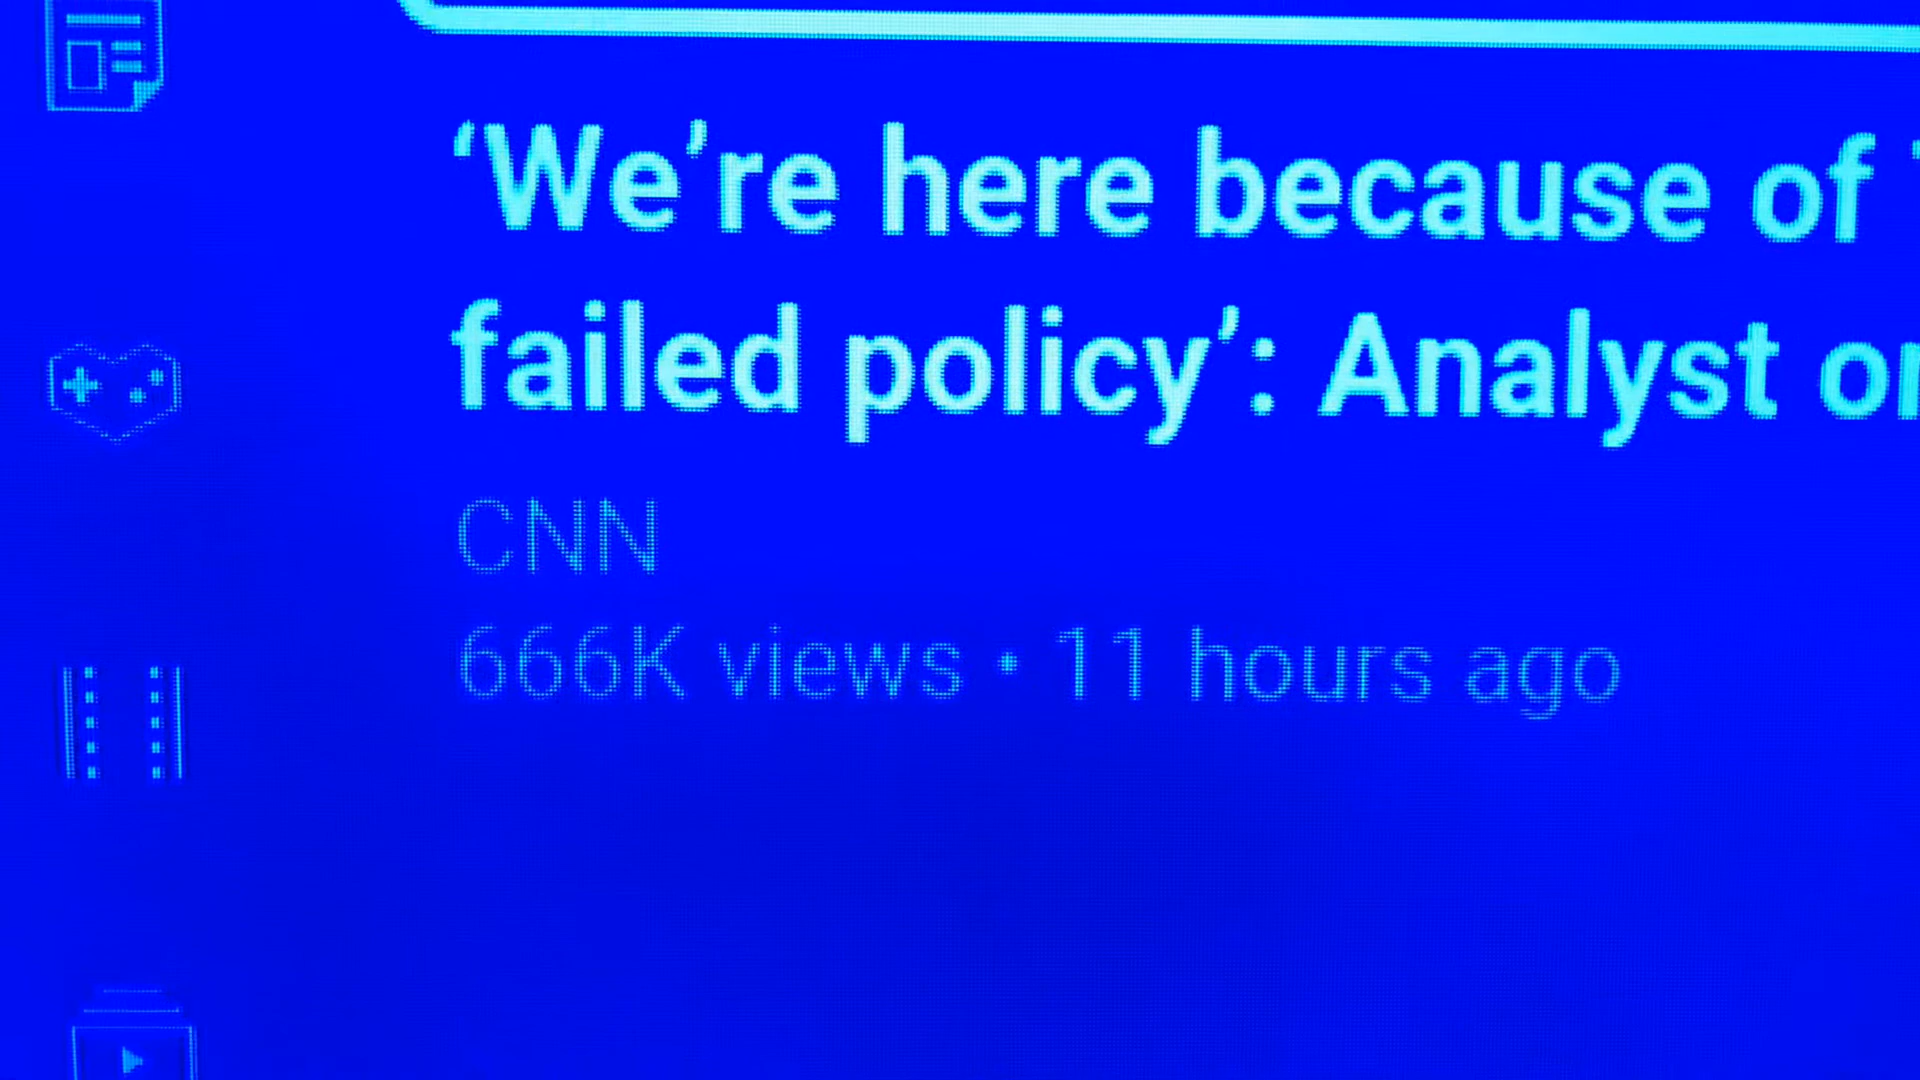 ‘We’re here because of
failed policy’: Analyst
CNN
666K views • 11 hours ago